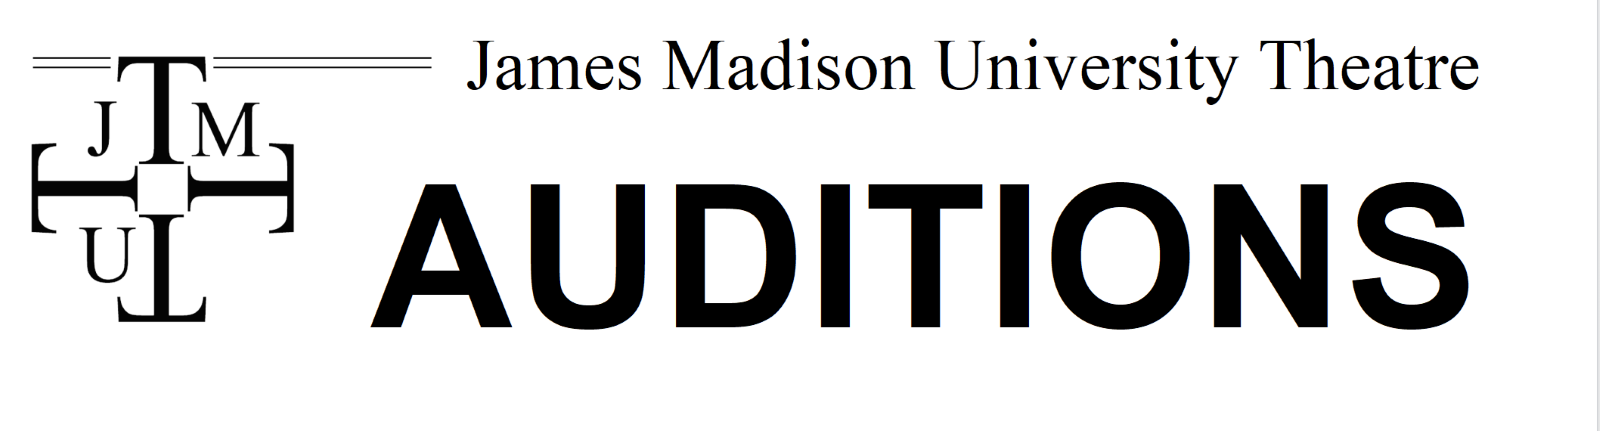 James Madison University Theatre
J T M
U T
AUDITIONS